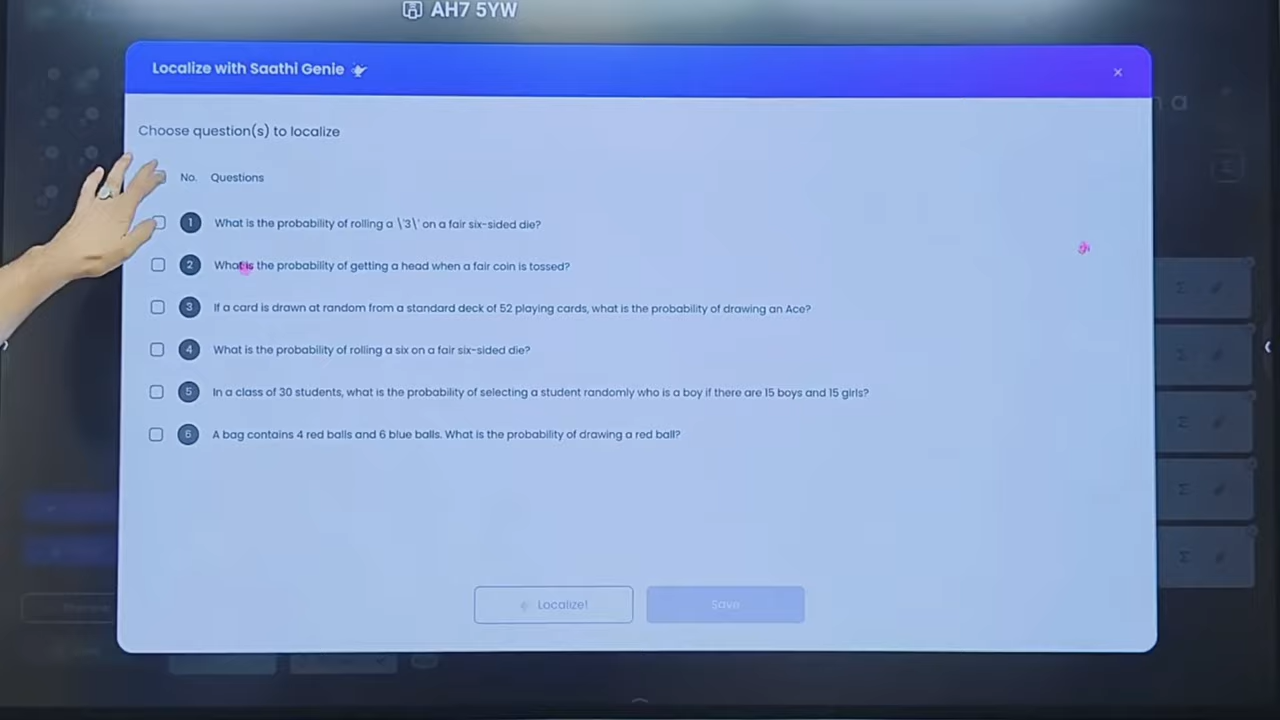 AH7 5YW
Localize with Saathi Genie
Choose question(s) to localize
No. Questions
1 What is the probability of rolling a \'3\' on a fair six-sided die?
2 What is the probability of getting a head when a fair coin is tossed?
3 If a card is drawn at random from a standard deck of 52 playing cards, what is the probability of drawing an Ace?
4 What is the probability of rolling a six on a fair six-sided die?
5 In a class of 30 students, what is the probability of selecting a student randomly who is a boy if there are 15 boys and 15 girls?
6 A bag contains 4 red balls and 6 blue balls. What is the probability of drawing a red ball?
Localize!
Save